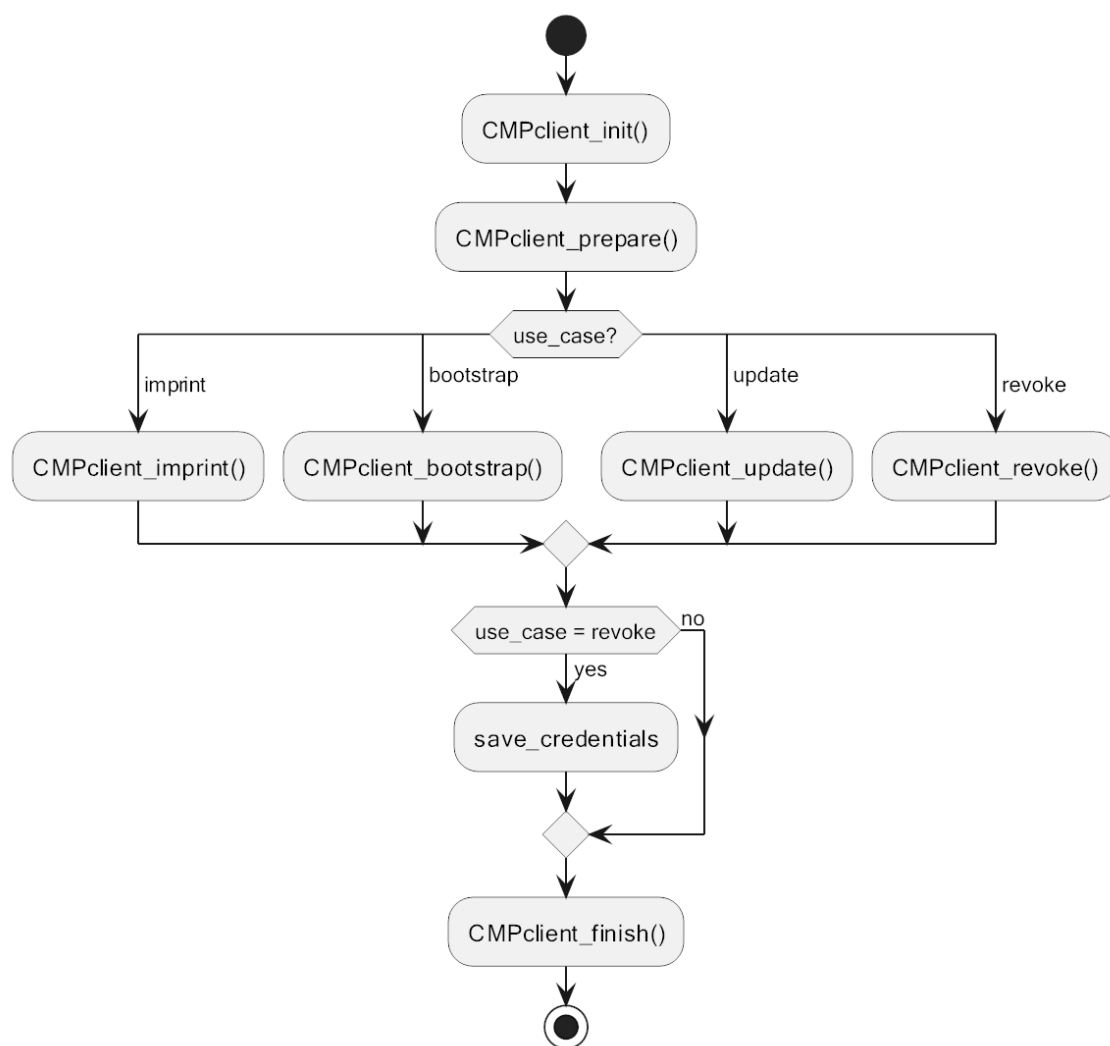 CMPclient_init()
CMPclient_prepare()
use_case?
imprint
bootstrap
update
revoke
CMPclient_imprint()
CMPclient_bootstrap()
CMPclient_update()
CMPclient_revoke()
use_case = revoke
no
yes
save_credentials
CMPclient_finish()